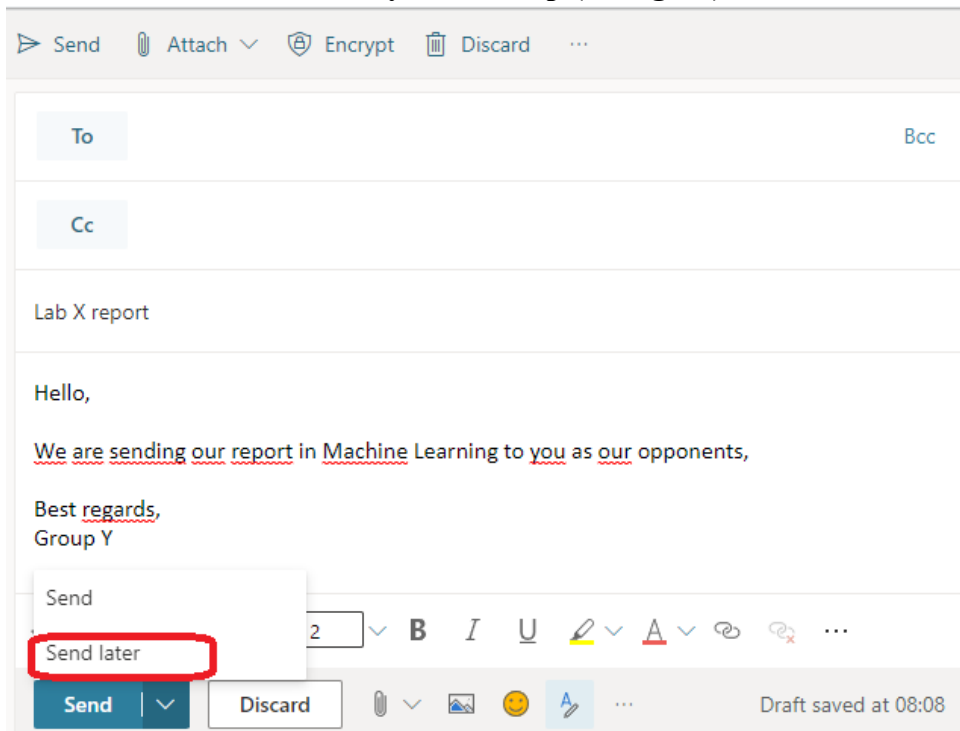 Send Attach Encrypt Discard ...
To Bcc
Cc
Lab X report
Hello,
We are sending our report in Machine Learning to you as our opponents,
Best regards,
Group Y
Send
2 B I U A ...
Send later
Send Discard ... Draft saved at 08:08